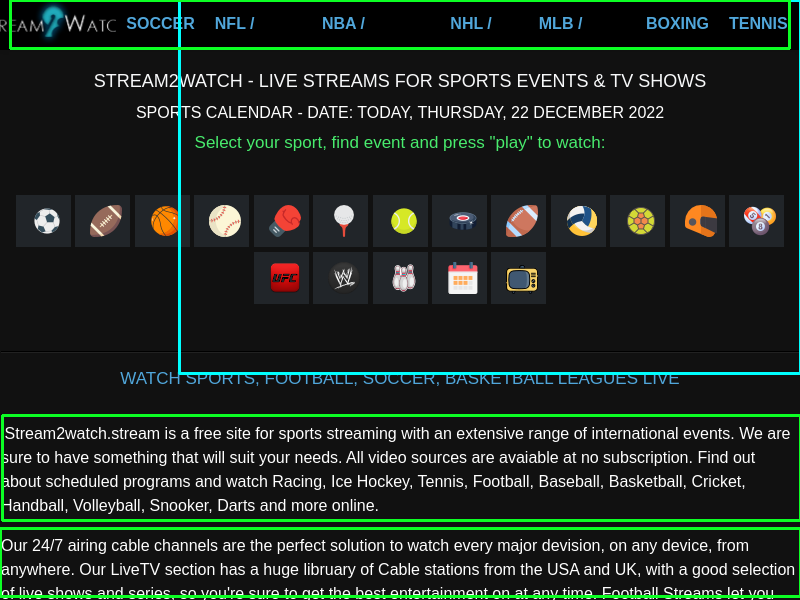 REAM2WATC SOCCER NFL / NBA / NHL / MLB / BOXING TENNIS
STREAM2WATCH - LIVE STREAMS FOR SPORTS EVENTS & TV SHOWS
SPORTS CALENDAR - DATE: TODAY, THURSDAY, 22 DECEMBER 2022
Select your sport, find event and press "play" to watch:
8
UFC
W
WATCH SPORTS, FOOTBALL, SOCCER, BASKETBALL LEAGUES LIVE
Stream2watch.stream is a free site for sports streaming with an extensive range of international events. We are
sure to have something that will suit your needs. All video sources are avaiable at no subscription. Find out
about scheduled programs and watch Racing, Ice Hockey, Tennis, Football, Baseball, Basketball, Cricket,
Handball, Volleyball, Snooker, Darts and more online.
Our 24/7 airing cable channels are the perfect solution to watch every major devision, on any device, from
anywhere. Our LiveTV section has a huge libruary of Cable stations from the USA and UK, with a good selection
of live shows and series, so you're sure to get the best entertainment on at any time. Football Streams let you